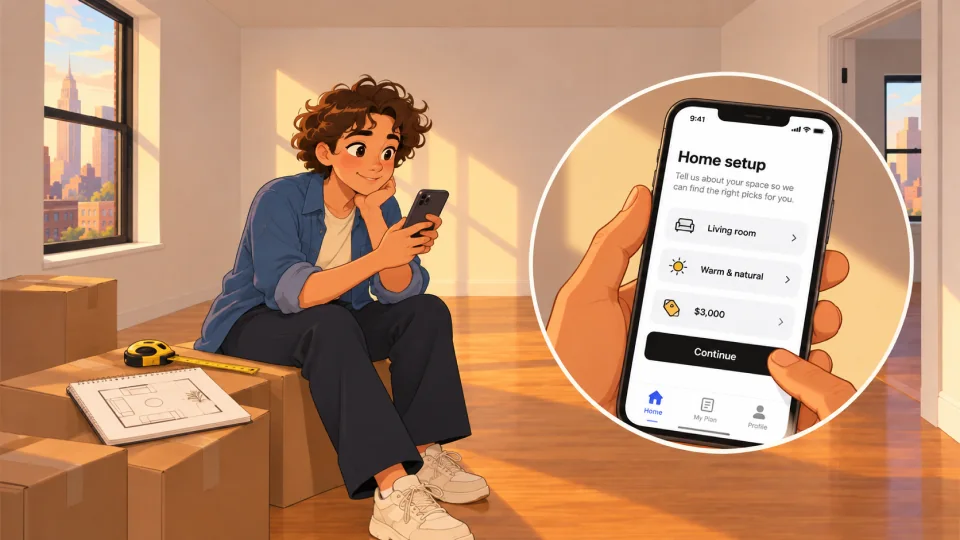 9:41
Home setup
Tell us about your space so we
can find the right picks for you.
Living room
Warm & natural
$3,000
Continue
Home
My Plan
Profile